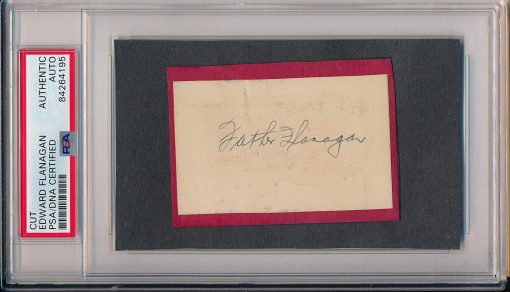 CUT
EDWARD FLANAGAN
PSA/DNA CERTIFIED
AUTHENTIC
AUTO
84264195
PSA
Father Flanagan